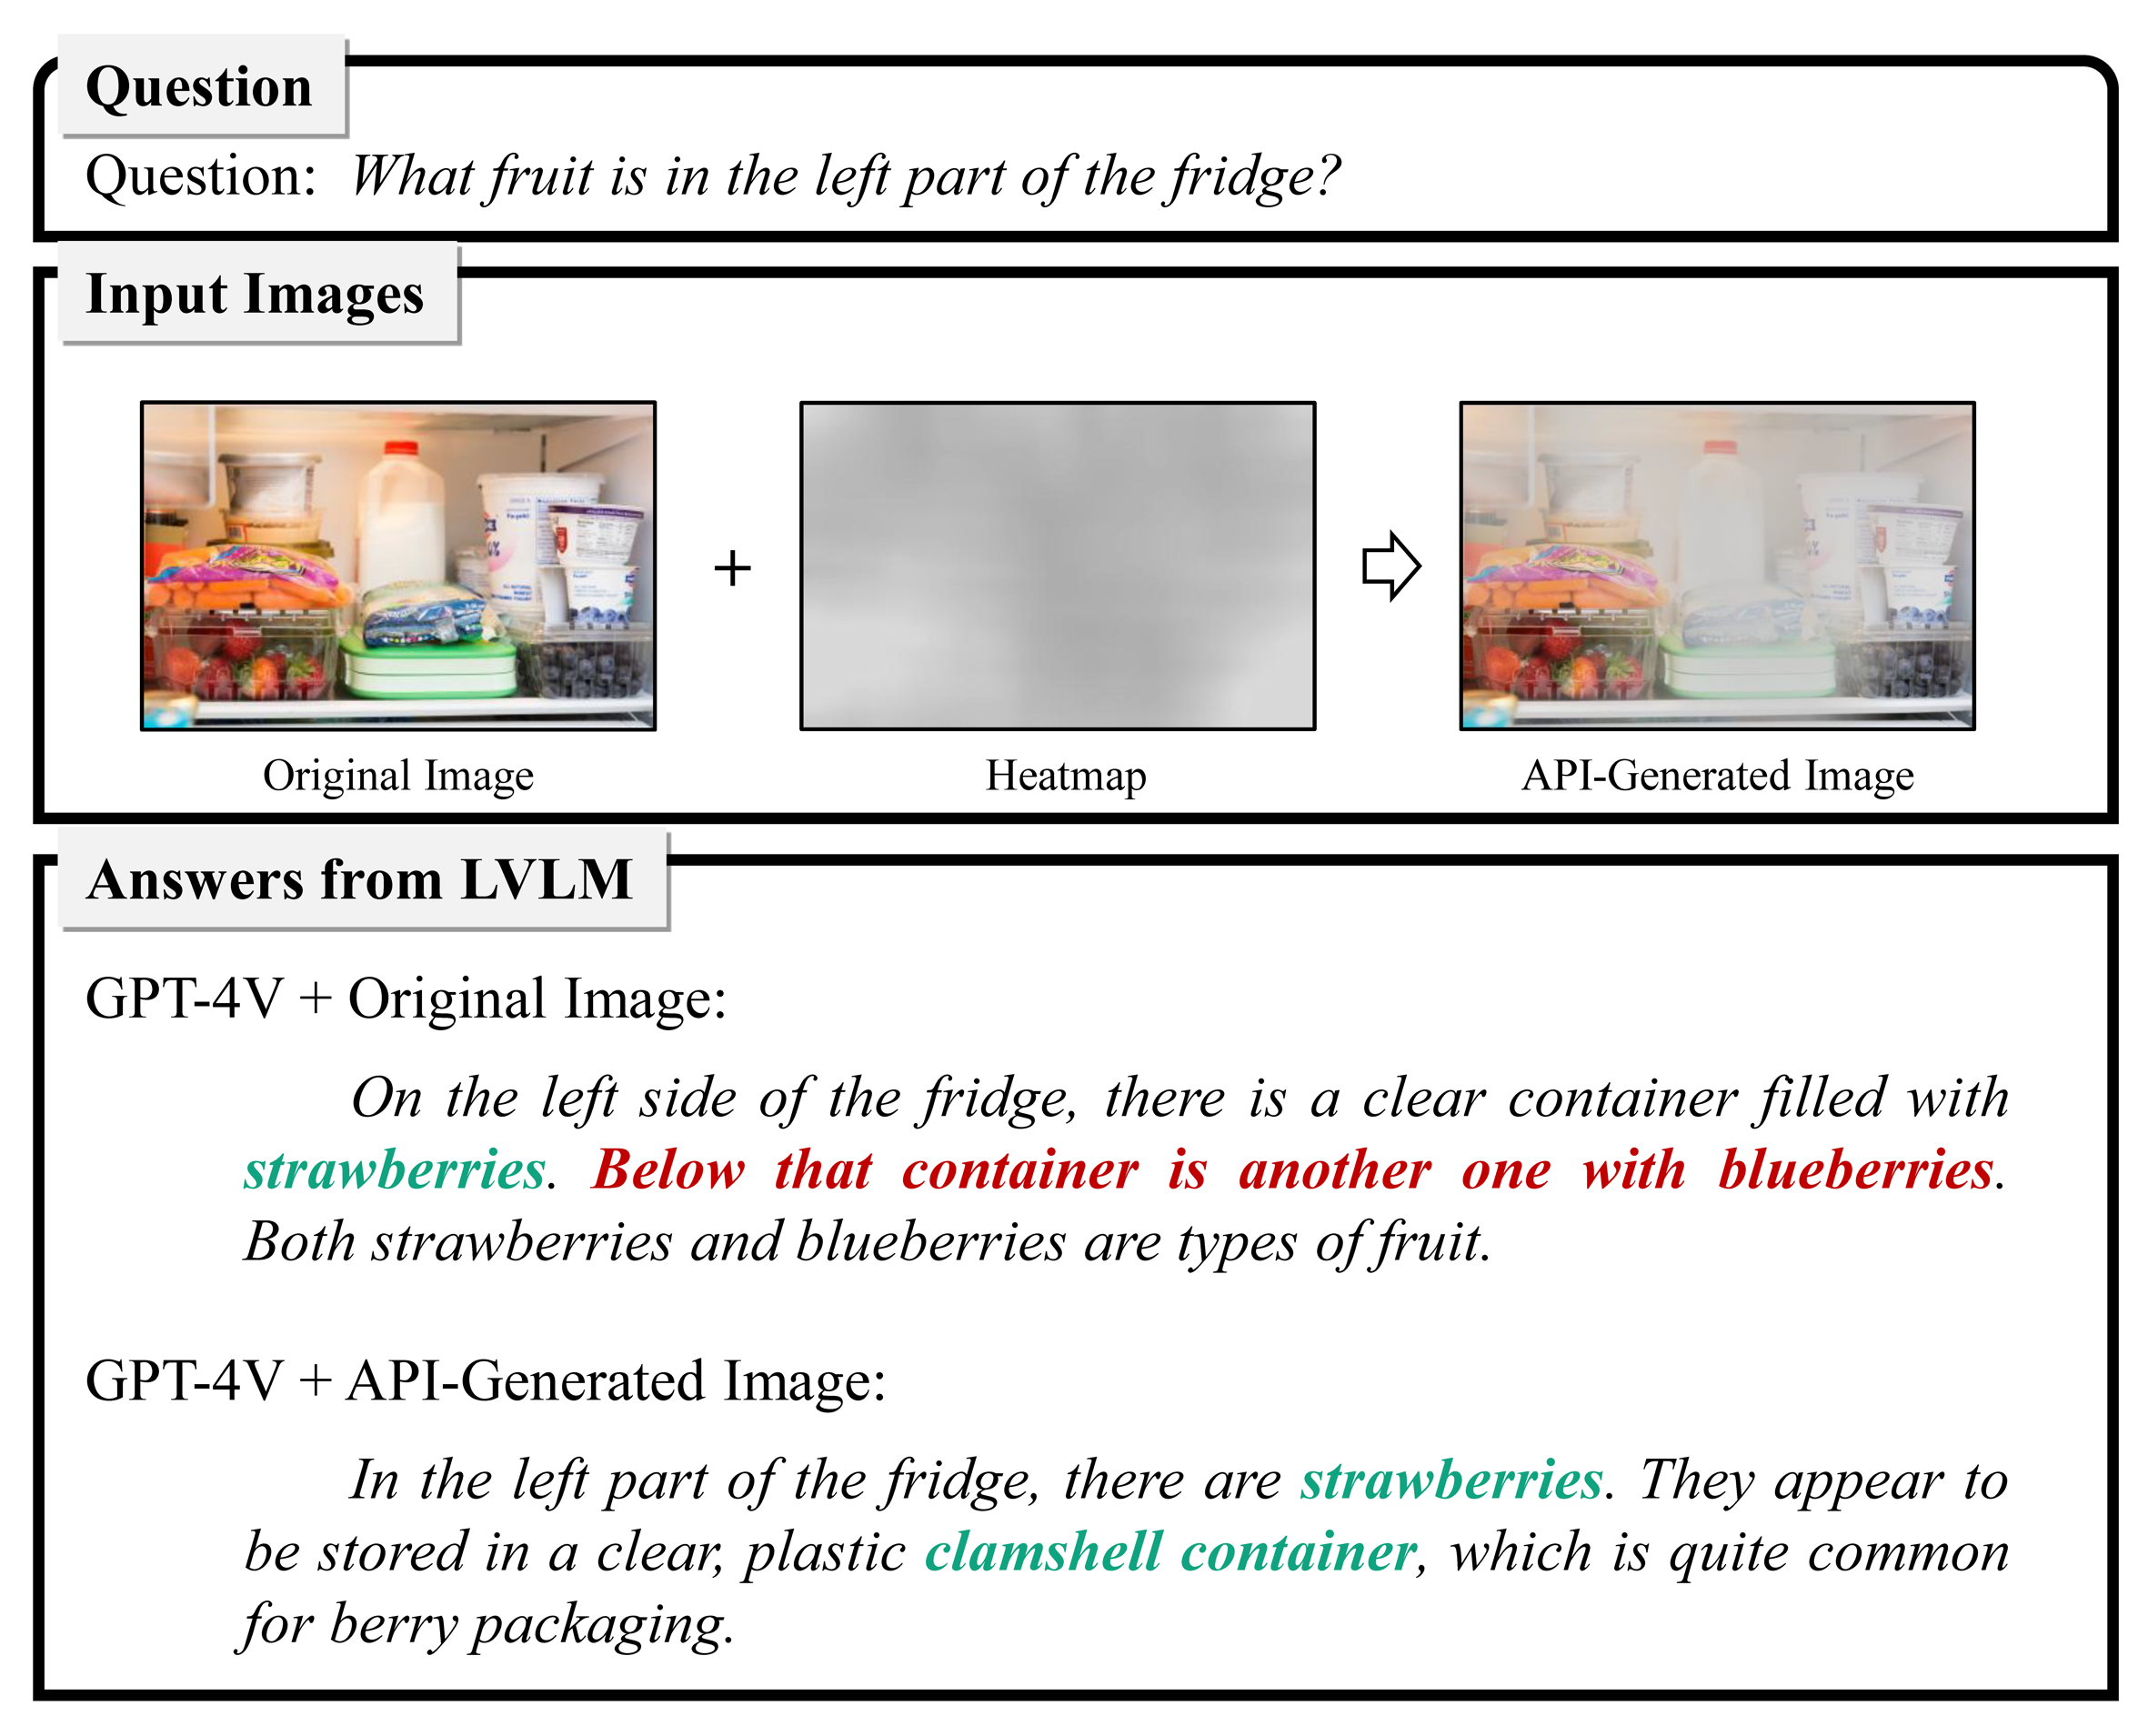 Question
Question: What fruit is in the left part of the fridge?
Input Images
+
Original Image
Heatmap
API-Generated Image
Answers from LVLM
GPT-4V + Original Image:
On the left side of the fridge, there is a clear container filled with
strawberries. Below that container is another one with blueberries.
Both strawberries and blueberries are types of fruit.
GPT-4V + API-Generated Image:
In the left part of the fridge, there are strawberries. They appear to
be stored in a clear, plastic clamshell container, which is quite common
for berry packaging.